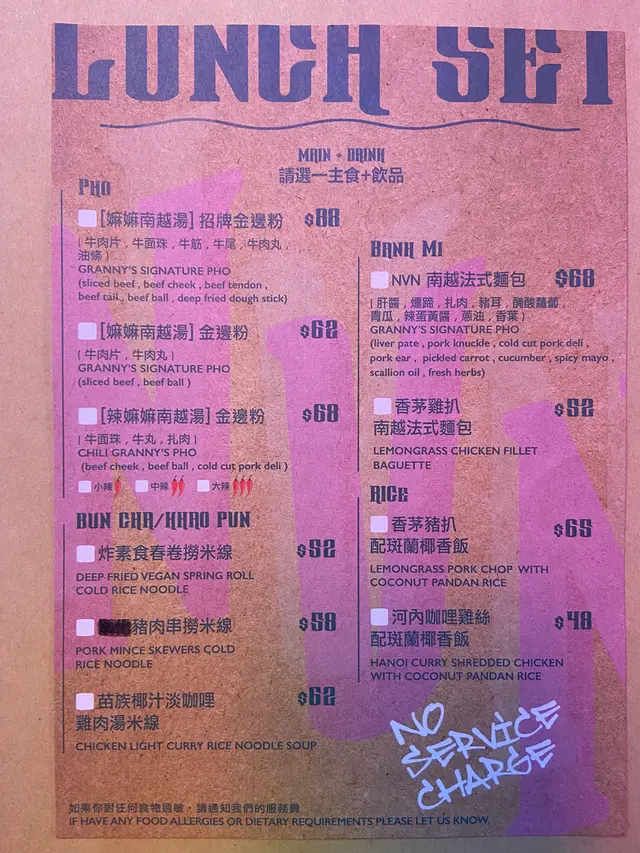 LUNCH SET
MAIN + DRINK
請選一主食+飲品
PHO
[嫲嫲南越湯] 招牌金邊粉 $88
( 牛肉片 , 牛面珠 , 牛筋 , 牛尾 , 牛肉丸 ,
油條 )
GRANNY'S SIGNATURE PHO
(sliced beef , beef cheek , beef tendon ,
beef tail , beef ball , deep fried dough stick)
[嫲嫲南越湯] 金邊粉 $62
( 牛肉片 , 牛肉丸 )
GRANNY'S SIGNATURE PHO
(sliced beef , beef ball )
[辣嫲嫲南越湯] 金邊粉 $68
( 牛面珠 , 牛丸 , 扎肉 )
CHILI GRANNY'S PHO
(beef cheek , beef ball , cold cut pork deli )
小辣 中辣 大辣
BUN CHA/KHAO PUN
炸素食春卷撈米線 $52
DEEP FRIED VEGAN SPRING ROLL
COLD RICE NOODLE
豬肉串撈米線 $58
PORK MINCE SKEWERS COLD
RICE NOODLE
苗族椰汁淡咖哩 $62
雞肉湯米線
CHICKEN LIGHT CURRY RICE NOODLE SOUP
BANH MI
NVN 南越法式麵包 $68
( 肝醬 , 燻蹄 , 扎肉 , 豬耳 , 醃酸蘿蔔 ,
青瓜 , 辣蛋黃醬 , 蔥油 , 香葉 )
GRANNY'S SIGNATURE PHO
(liver pate , pork knuckle , cold cut pork deli ,
pork ear , pickled carrot , cucumber , spicy mayo ,
scallion oil , fresh herbs)
香茅雞扒 $52
南越法式麵包
LEMONGRASS CHICKEN FILLET
BAGUETTE
RICE
香茅豬扒 $65
配斑蘭椰香飯
LEMONGRASS PORK CHOP WITH
COCONUT PANDAN RICE
河內咖哩雞絲 $48
配斑蘭椰香飯
HANOI CURRY SHREDDED CHICKEN
WITH COCONUT PANDAN RICE
NO
SERVICE
CHARGE
如果你對任何食物過敏，請通知我們的服務員
IF HAVE ANY FOOD ALLERGIES OR DIETARY REQUIREMENTS PLEASE LET US KNOW.